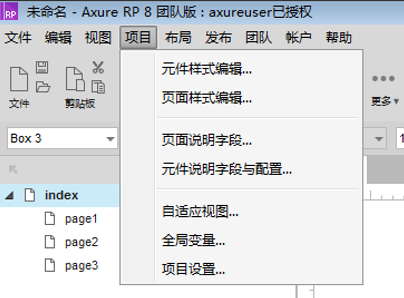 RP 未命名 - Axure RP 8 团队版 : axureuser已授权
文件 编辑 视图 项目 布局 发布 团队 帐户 帮助
元件样式编辑...
页面样式编辑...
文件 剪贴板 更多
页面说明字段...
Box 3
元件说明字段与配置...
index
自适应视图...
page1
全局变量...
page2
项目设置...
page3